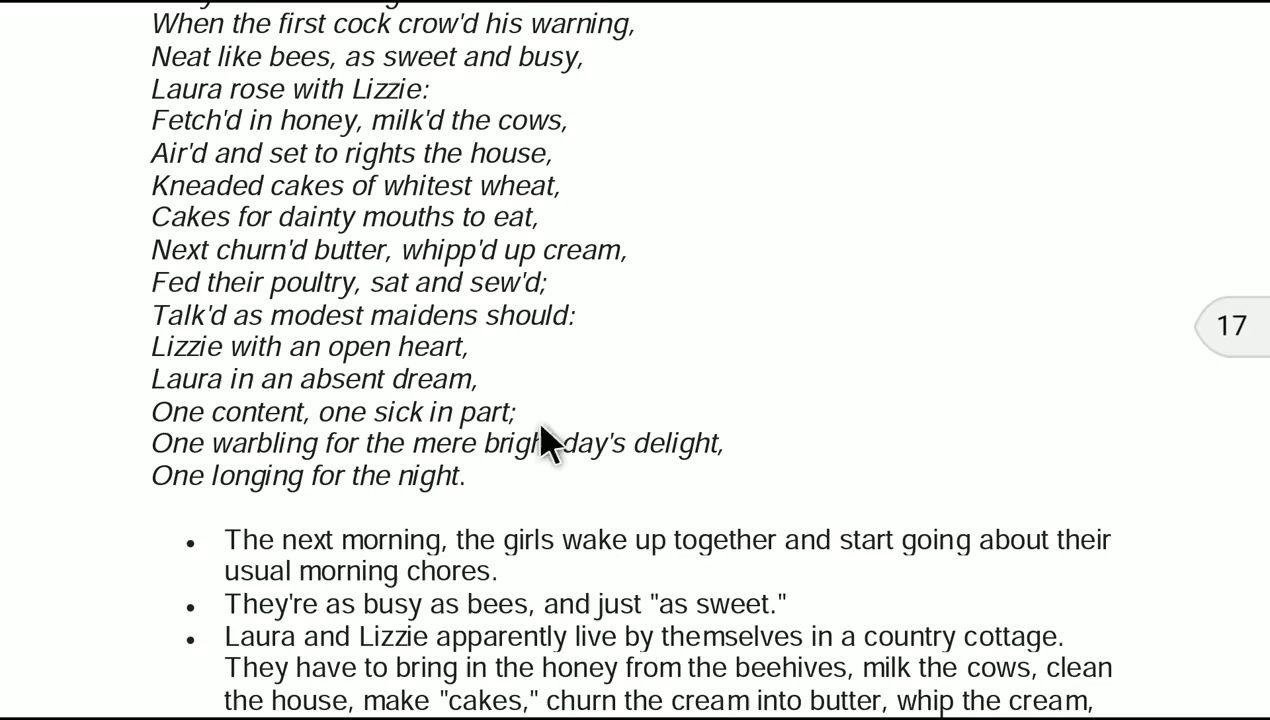 When the first cock crow'd his warning,
Neat like bees, as sweet and busy,
Laura rose with Lizzie:
Fetch'd in honey, milk'd the cows,
Air'd and set to rights the house,
Kneaded cakes of whitest wheat,
Cakes for dainty mouths to eat,
Next churn'd butter, whipp'd up cream,
Fed their poultry, sat and sew'd;
Talk'd as modest maidens should:
Lizzie with an open heart,
Laura in an absent dream,
One content, one sick in part;
One warbling for the mere bright day's delight,
One longing for the night.
17
• The next morning, the girls wake up together and start going about their
usual morning chores.
• They're as busy as bees, and just "as sweet."
• Laura and Lizzie apparently live by themselves in a country cottage.
They have to bring in the honey from the beehives, milk the cows, clean
the house, make "cakes," churn the cream into butter, whip the cream,